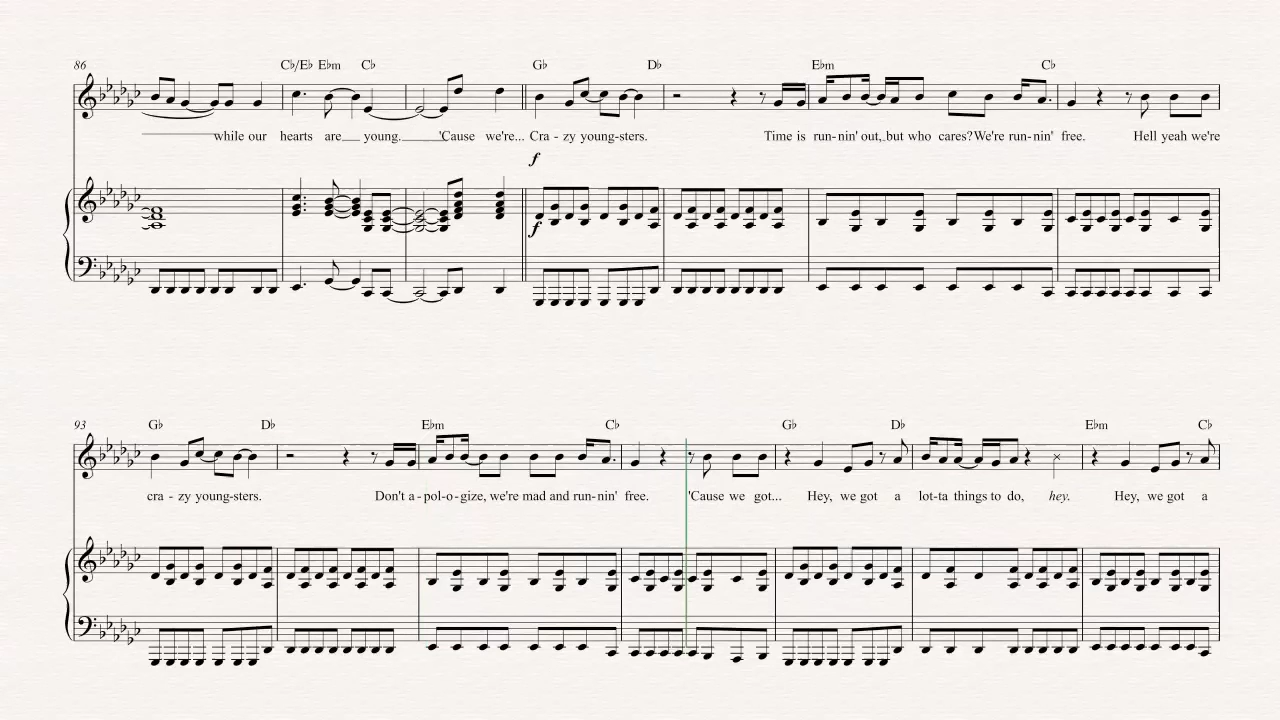 86 C♭/E♭ E♭m C♭ G♭ D♭ E♭m C♭
while our hearts are__ young.____ 'Cause we're... Cra - zy young-sters. Time is run-nin' out,_but who cares?We're run-nin' free. Hell yeah we're
f
f
93 G♭ D♭ E♭m C♭ G♭ D♭ E♭m C♭
cra - zy young-sters. Don't a-pol-o-gize, we're mad and run-nin' free. 'Cause we got... Hey, we got a lot-ta things to do, hey. Hey, we got a